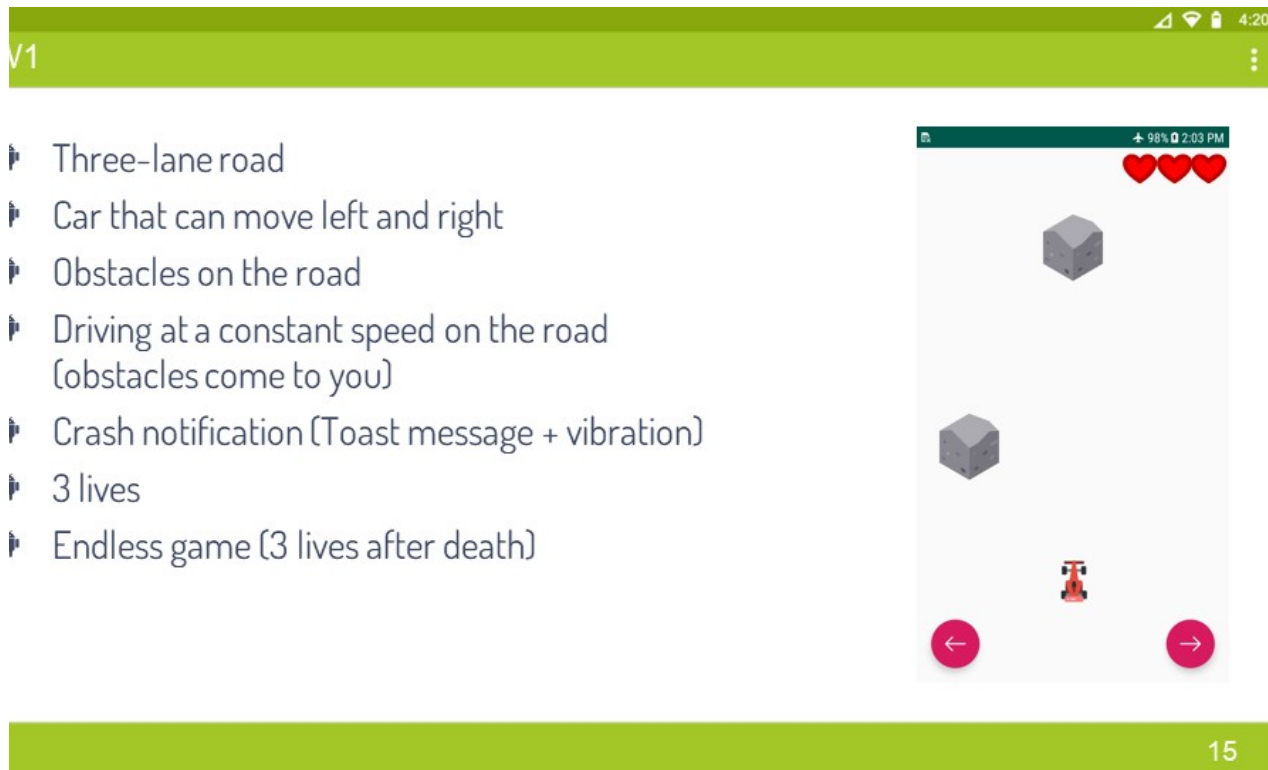 4:20
V1
Three-lane road
Car that can move left and right
Obstacles on the road
Driving at a constant speed on the road
(obstacles come to you)
Crash notification (Toast message + vibration)
3 lives
Endless game (3 lives after death)
98% 2:03 PM
15